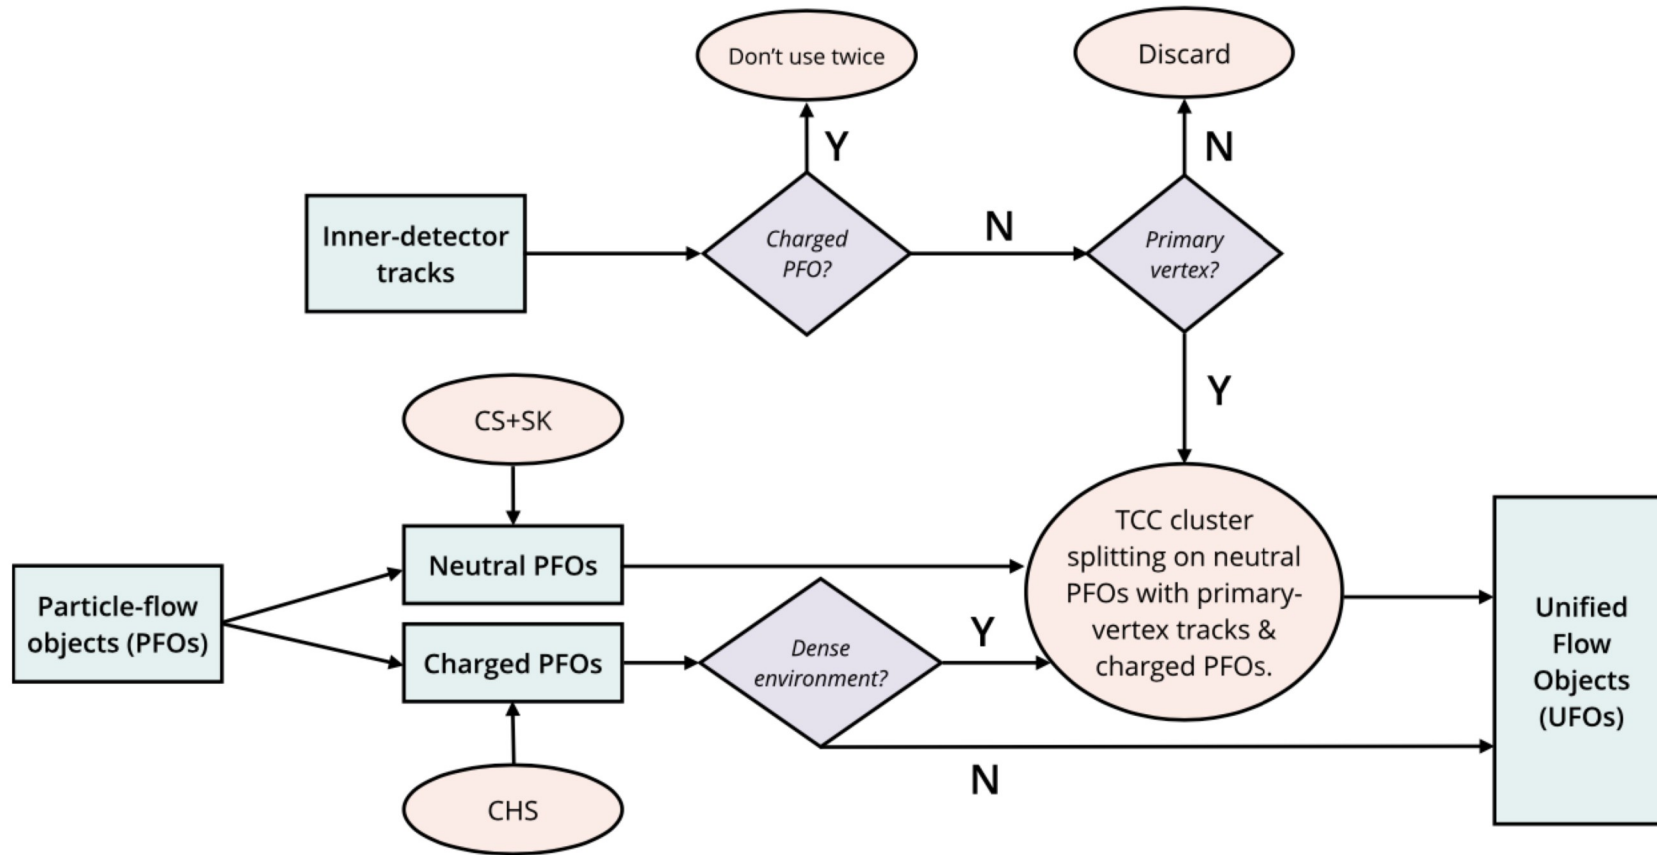 Don't use twice
Discard
Y
N
Inner-detector
tracks
Charged
PFO?
N
Primary
vertex?
Y
CS+SK
Neutral PFOs
Particle-flow
objects (PFOs)
Charged PFOs
CHS
Dense
environment?
Y
N
TCC cluster
splitting on neutral
PFOs with primary-
vertex tracks &
charged PFOs.
Unified
Flow
Objects
(UFOs)